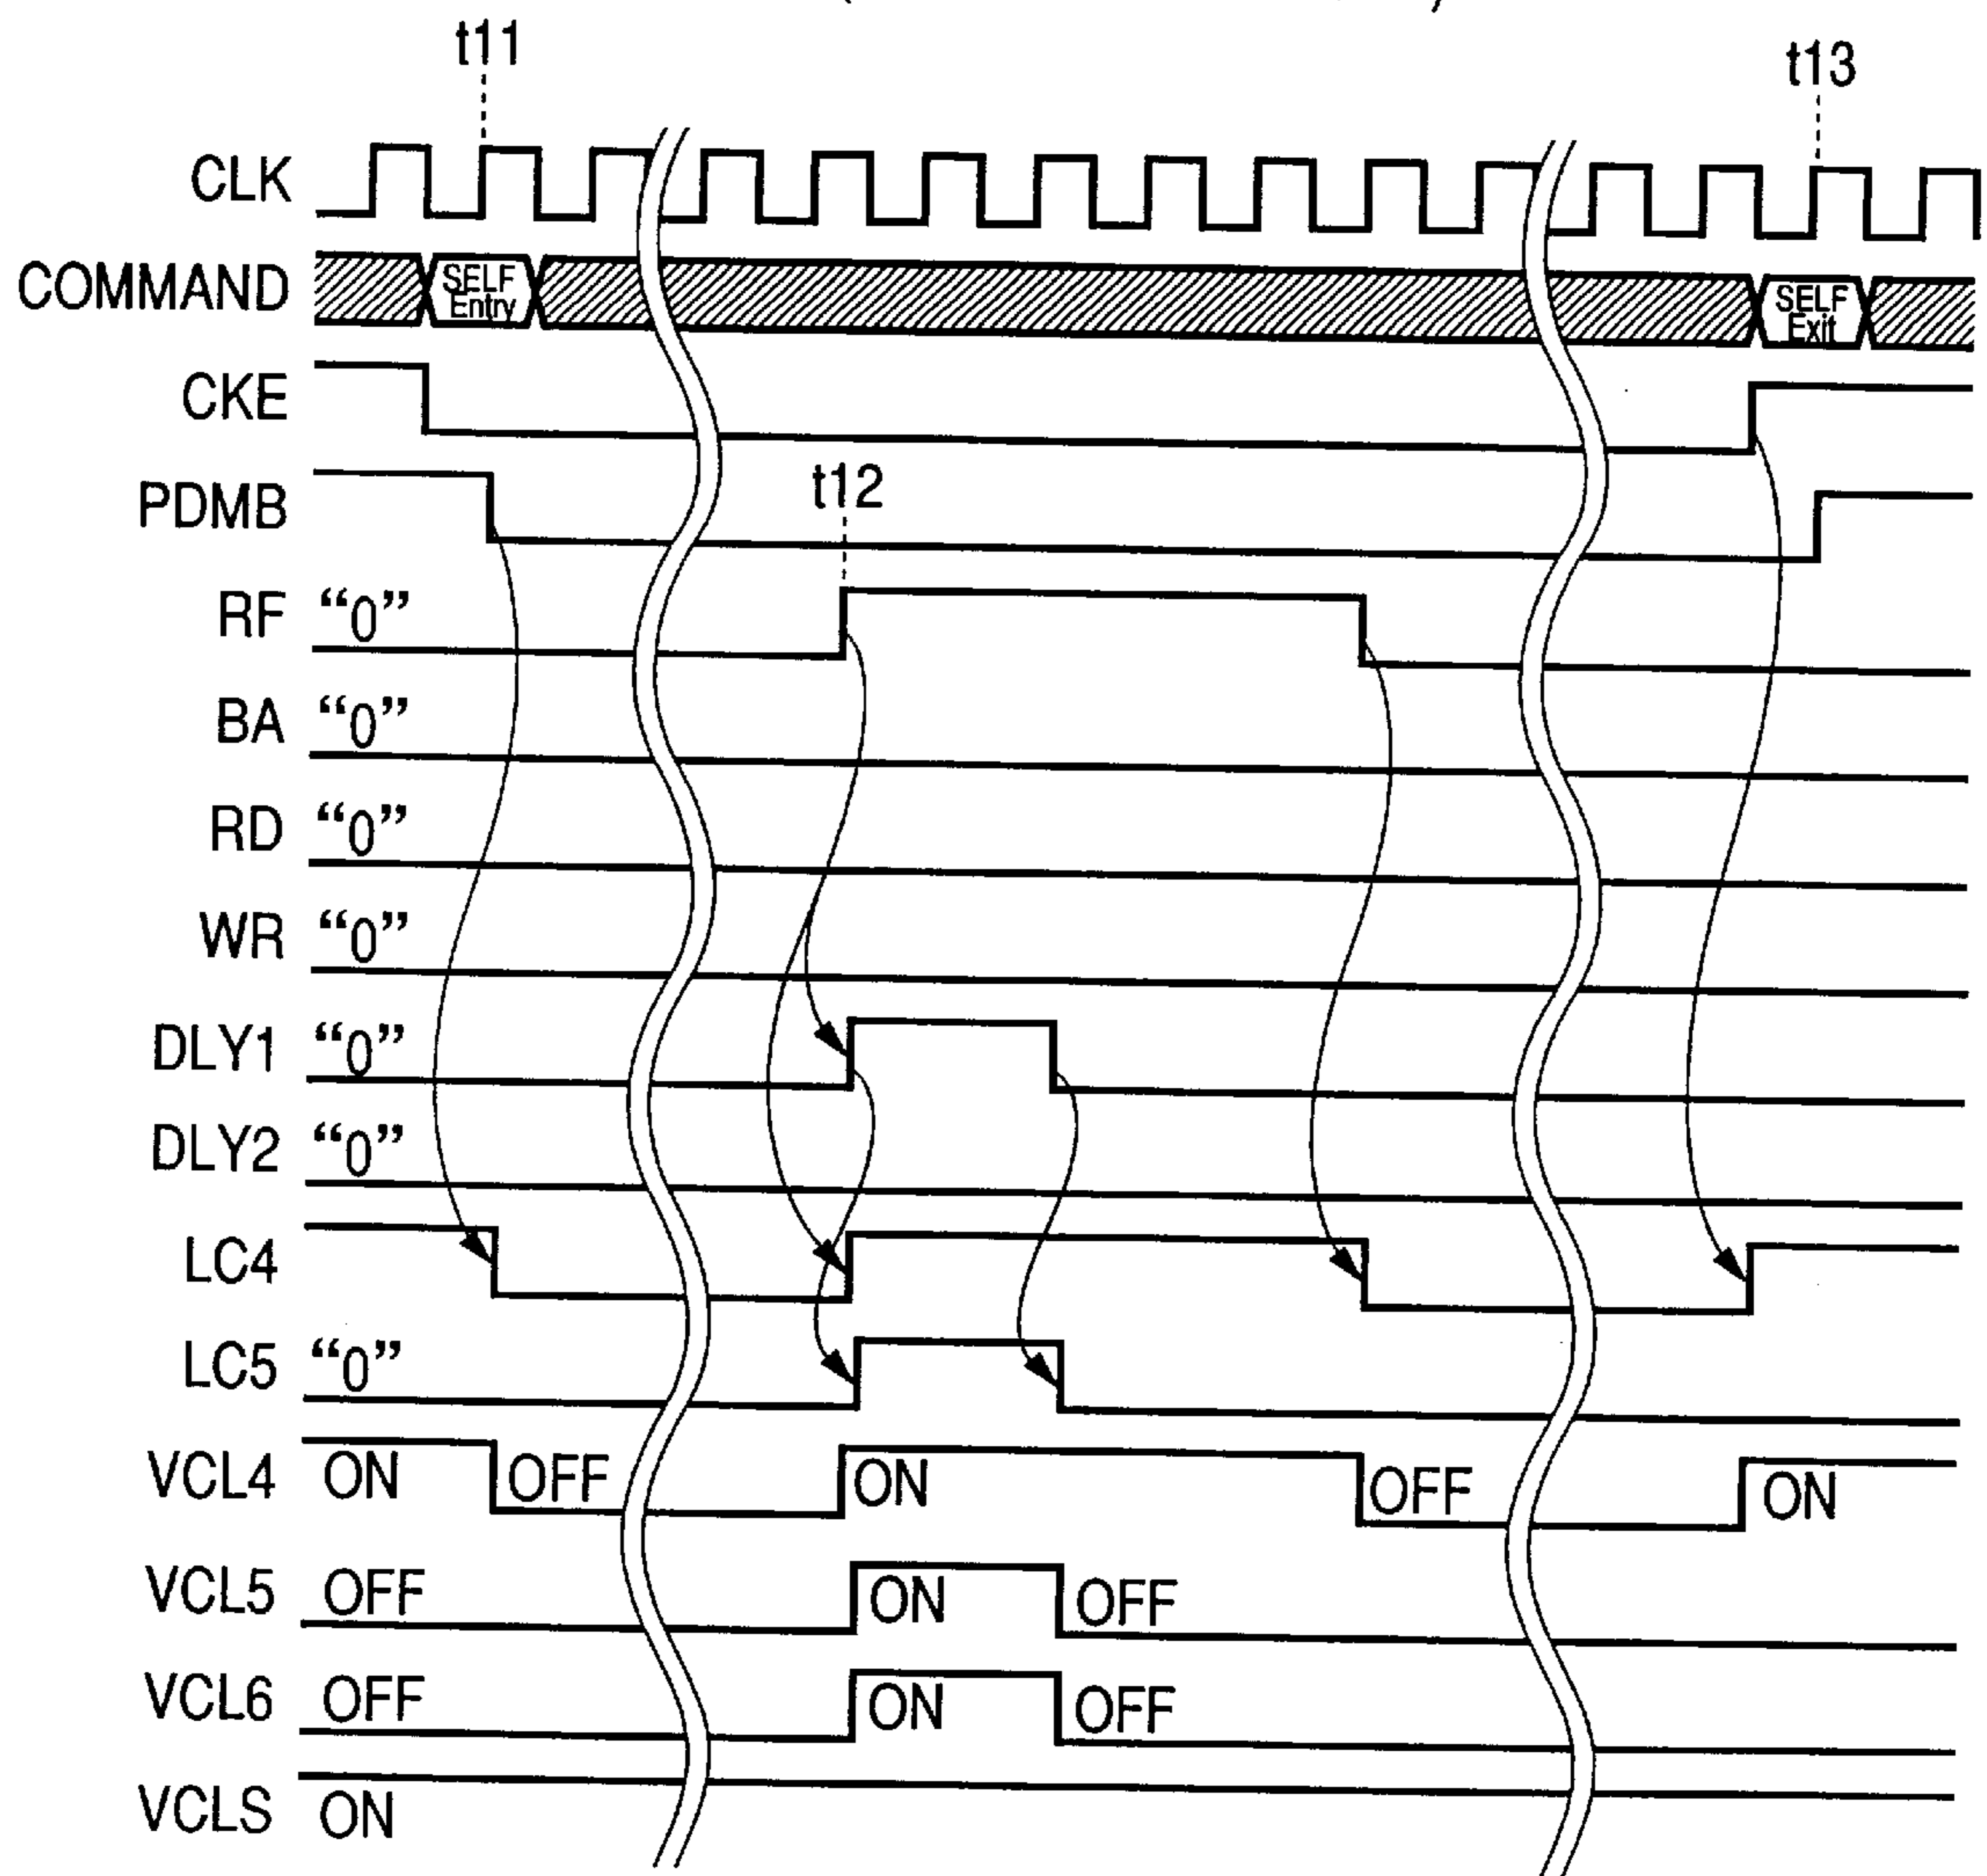 t11
t13
CLK
COMMAND
SELF
Entry
SELF
Exit
CKE
PDMB
t12
RF “0”
BA “0”
RD “0”
WR “0”
DLY1 “0”
DLY2 “0”
LC4
LC5 “0”
VCL4 ON OFF ON OFF ON
VCL5 OFF ON OFF
VCL6 OFF ON OFF
VCLS ON